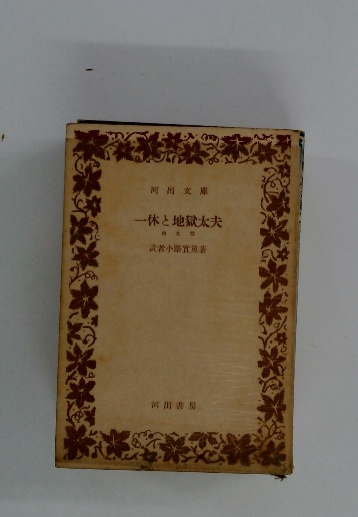 河出文庫
一休と地獄太夫
武者小路實篤著
河出書房